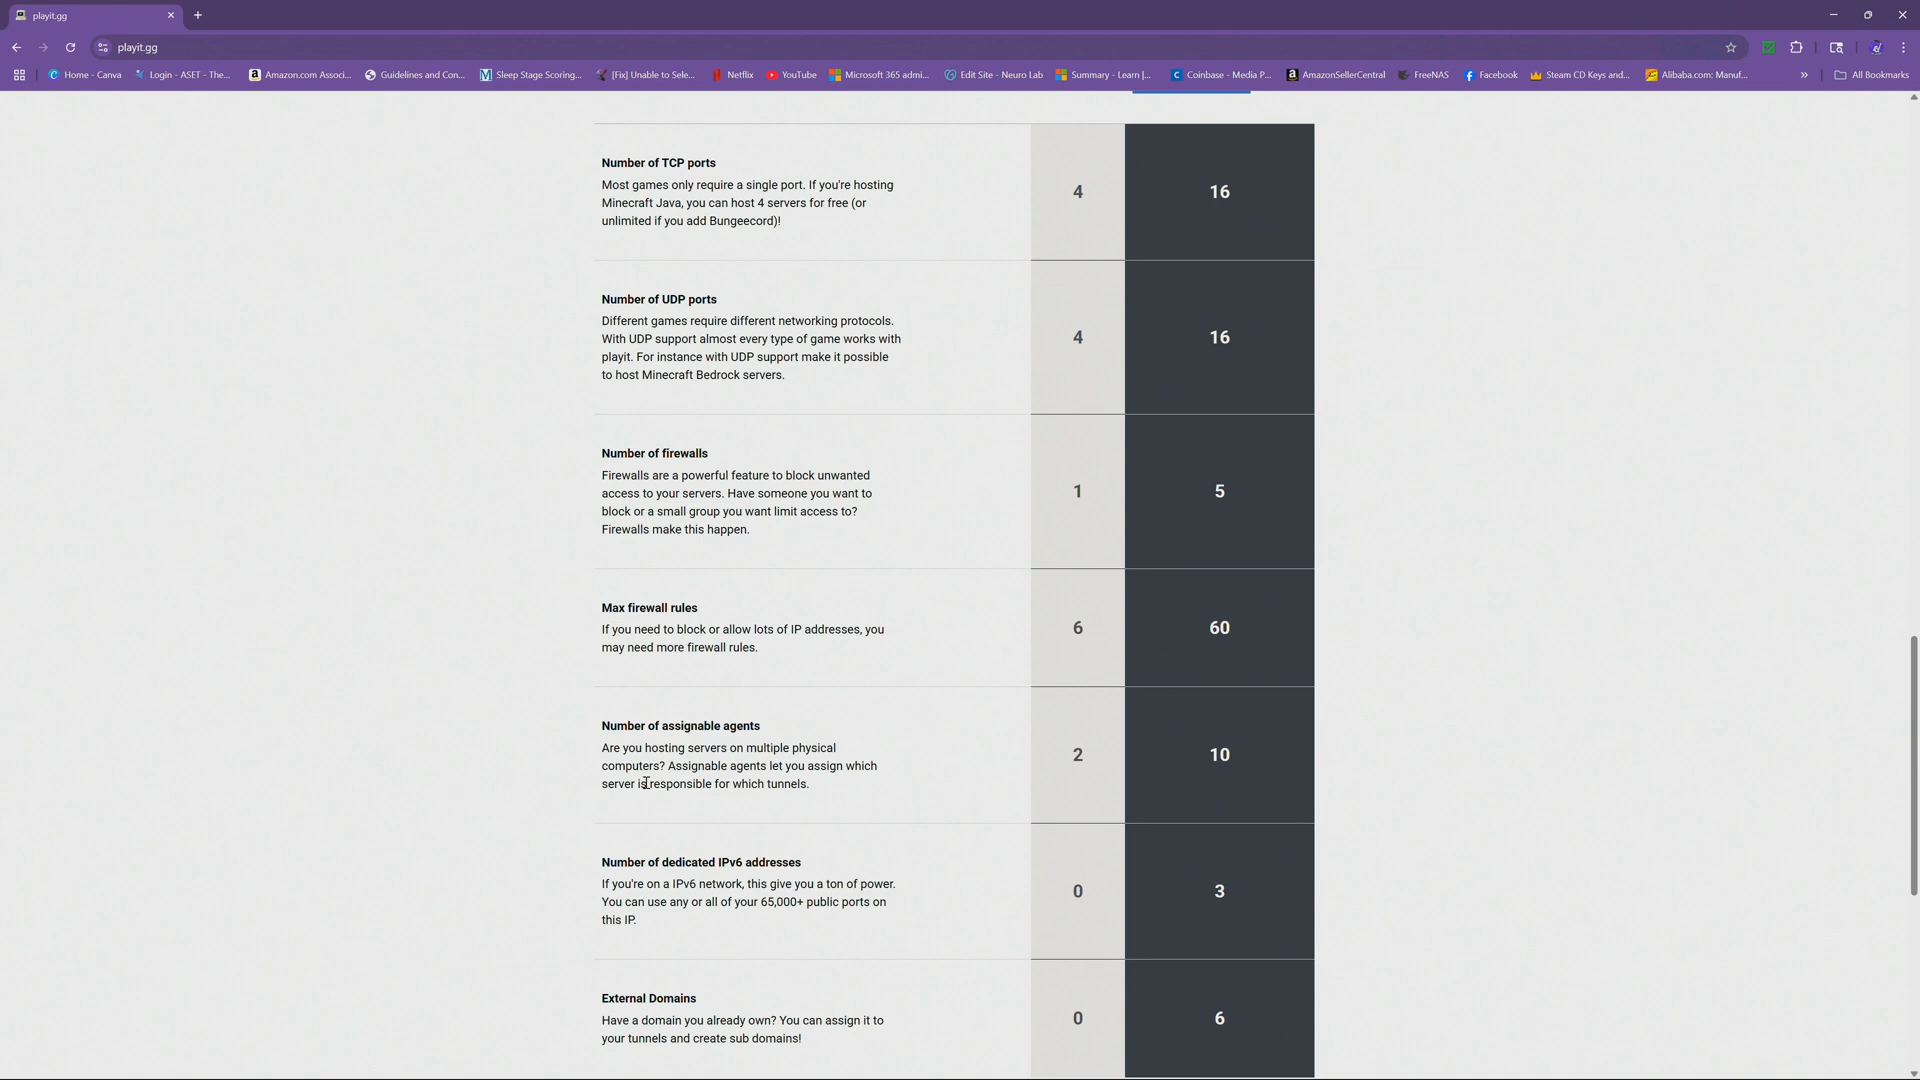 playit.gg
playit.gg
Home - Canva
Login - ASET - The...
Amazon.com Associ...
Guidelines and Con...
Sleep Stage Scoring...
[Fix] Unable to Sele...
Netflix
YouTube
Microsoft 365 admi...
Edit Site - Neuro Lab
Summary - Learn |...
Coinbase - Media P...
AmazonSellerCentral
FreeNAS
Facebook
Steam CD Keys and...
Alibaba.com: Manuf...
»
All Bookmarks
Number of TCP ports
Most games only require a single port. If you're hosting
Minecraft Java, you can host 4 servers for free (or
unlimited if you add Bungeecord)!
4
16
Number of UDP ports
Different games require different networking protocols.
With UDP support almost every type of game works with
playit. For instance with UDP support make it possible
to host Minecraft Bedrock servers.
4
16
Number of firewalls
Firewalls are a powerful feature to block unwanted
access to your servers. Have someone you want to
block or a small group you want limit access to?
Firewalls make this happen.
1
5
Max firewall rules
If you need to block or allow lots of IP addresses, you
may need more firewall rules.
6
60
Number of assignable agents
Are you hosting servers on multiple physical
computers? Assignable agents let you assign which
server is responsible for which tunnels.
2
10
Number of dedicated IPv6 addresses
If you're on a IPv6 network, this give you a ton of power.
You can use any or all of your 65,000+ public ports on
this IP.
0
3
External Domains
Have a domain you already own? You can assign it to
your tunnels and create sub domains!
0
6